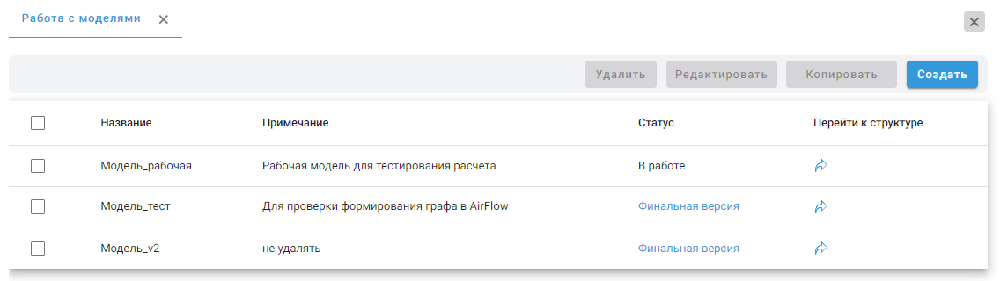 Работа с моделями
Удалить Редактировать Копировать Создать
Название Примечание Статус Перейти к структуре
Модель_рабочая Рабочая модель для тестирования расчета В работе
Модель_тест Для проверки формирования графа в AirFlow Финальная версия
Модель_v2 не удалять Финальная версия